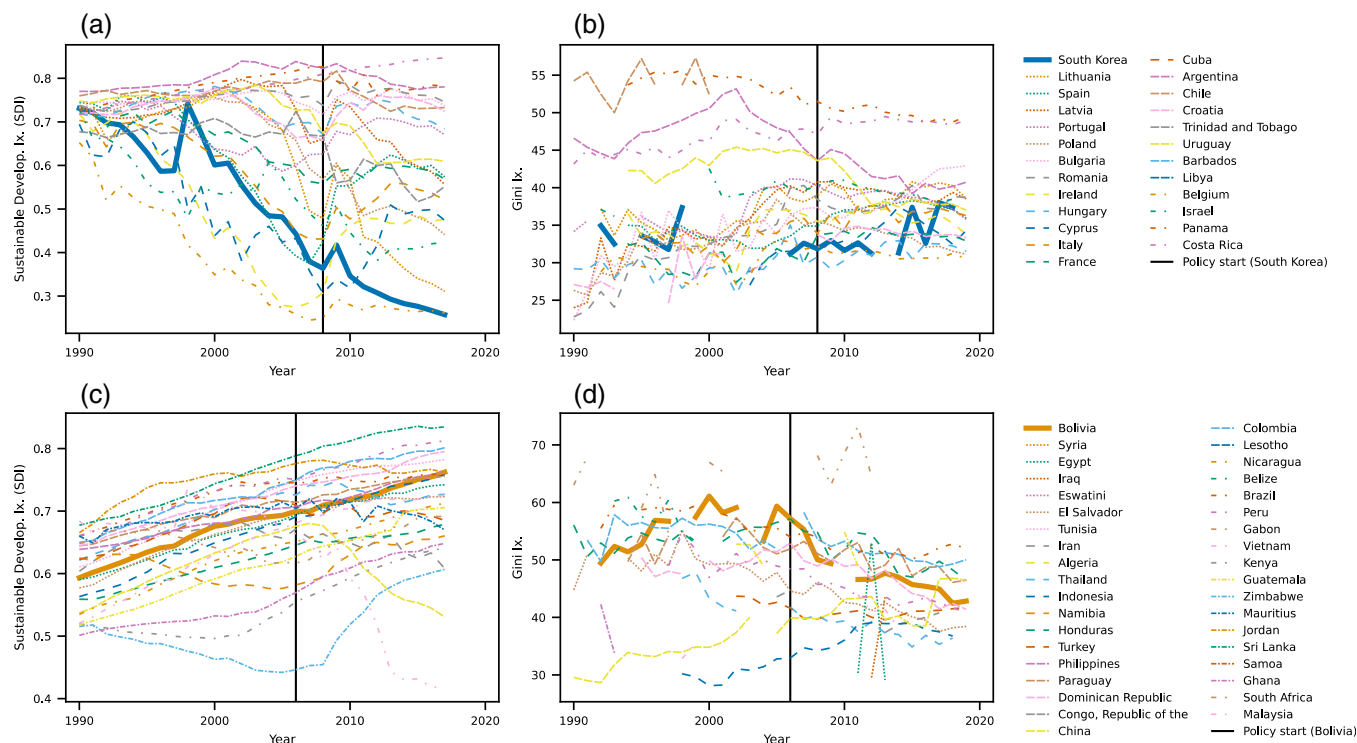 (a)
(b)
Sustainable Develop. Ix. (SDI)
0.8
0.7
0.6
0.5
0.4
0.3
1990
2000
2010
2020
Year
Gini Ix.
55
50
45
40
35
30
25
1990
2000
2010
2020
Year
South Korea
Lithuania
Spain
Latvia
Portugal
Poland
Bulgaria
Romania
Ireland
Hungary
Cyprus
Italy
France
Cuba
Argentina
Chile
Croatia
Trinidad and Tobago
Uruguay
Barbados
Libya
Belgium
Israel
Panama
Costa Rica
Policy start (South Korea)
(c)
(d)
Sustainable Develop. Ix. (SDI)
0.8
0.7
0.6
0.5
0.4
1990
2000
2010
2020
Year
Gini Ix.
70
60
50
40
30
1990
2000
2010
2020
Year
Bolivia
Syria
Egypt
Iraq
Eswatini
El Salvador
Tunisia
Iran
Algeria
Thailand
Indonesia
Namibia
Honduras
Turkey
Philippines
Paraguay
Dominican Republic
Congo, Republic of the
China
Colombia
Lesotho
Nicaragua
Belize
Brazil
Peru
Gabon
Vietnam
Kenya
Guatemala
Zimbabwe
Mauritius
Jordan
Sri Lanka
Samoa
Ghana
South Africa
Malaysia
Policy start (Bolivia)